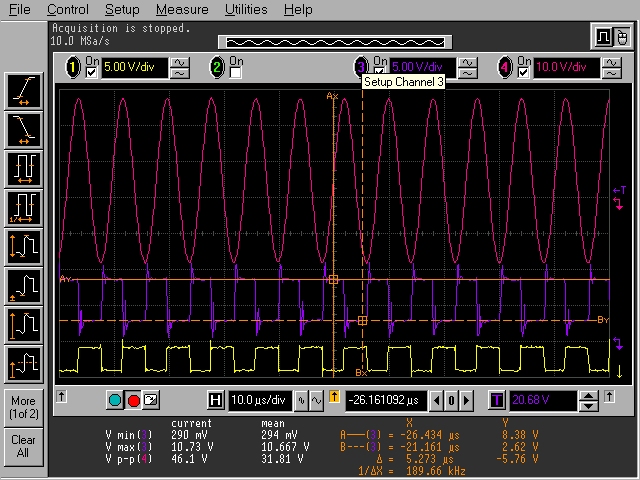 File Control Setup Measure Utilities Help
Acquisition is stopped.
10.0 MSa/s
1 On 5.00 V/div 2 On 3 On 5.00 V/div 4 On 10.0 V/div
Setup Channel 3
Ax
T
AY
BY
Bx
1/
More
(1 of 2)
Clear
All
H 10.0 µs/div -26.161092 µs 0 T 20.68 V
current mean X Y
V min(3) 290 mV 294 mV A———(3) = -26.434 µs 8.38 V
V max(3) 10.73 V 10.667 V B---(3) = -21.161 µs 2.62 V
V p-p(4) 46.1 V 31.81 V Δ = 5.273 µs -5.76 V
1/ΔX = 189.66 kHz